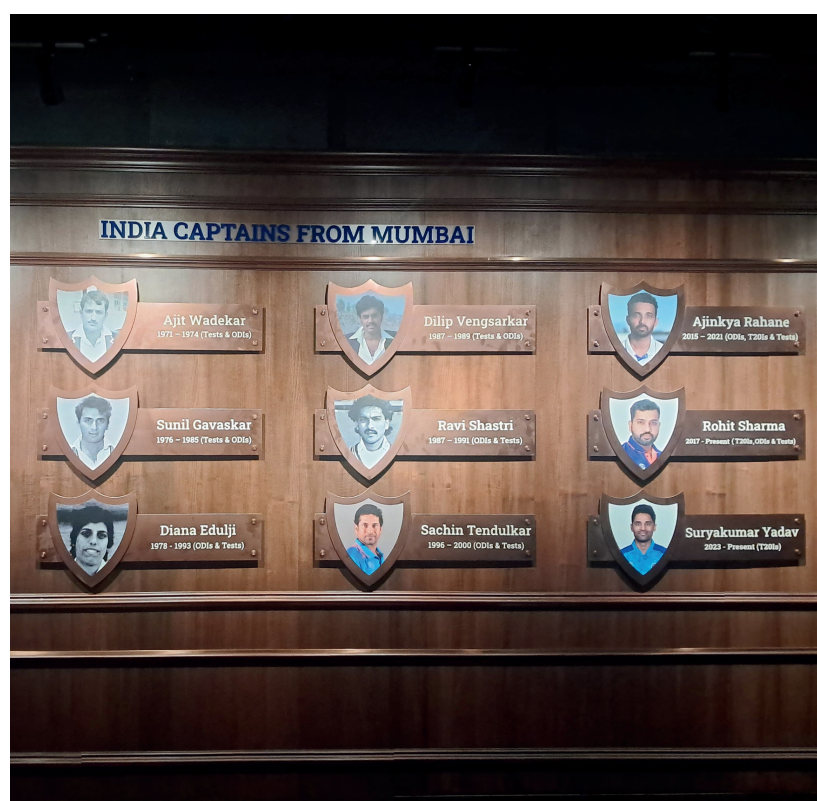 INDIA CAPTAINS FROM MUMBAI
Ajit Wadekar
1971 – 1974 (Tests & ODIs)
Sunil Gavaskar
1976 – 1985 (Tests & ODIs)
Diana Edulji
1978 - 1993 (ODIs & Tests)
Dilip Vengsarkar
1987 – 1989 (Tests & ODIs)
Ravi Shastri
1987 – 1991 (ODIs & Tests)
Sachin Tendulkar
1996 – 2000 (ODIs & Tests)
Ajinkya Rahane
2015 – 2021 (ODIs, T20Is & Tests)
Rohit Sharma
2017 - Present ( T20Is,ODIs & Tests)
Suryakumar Yadav
2023 - Present (T20Is)